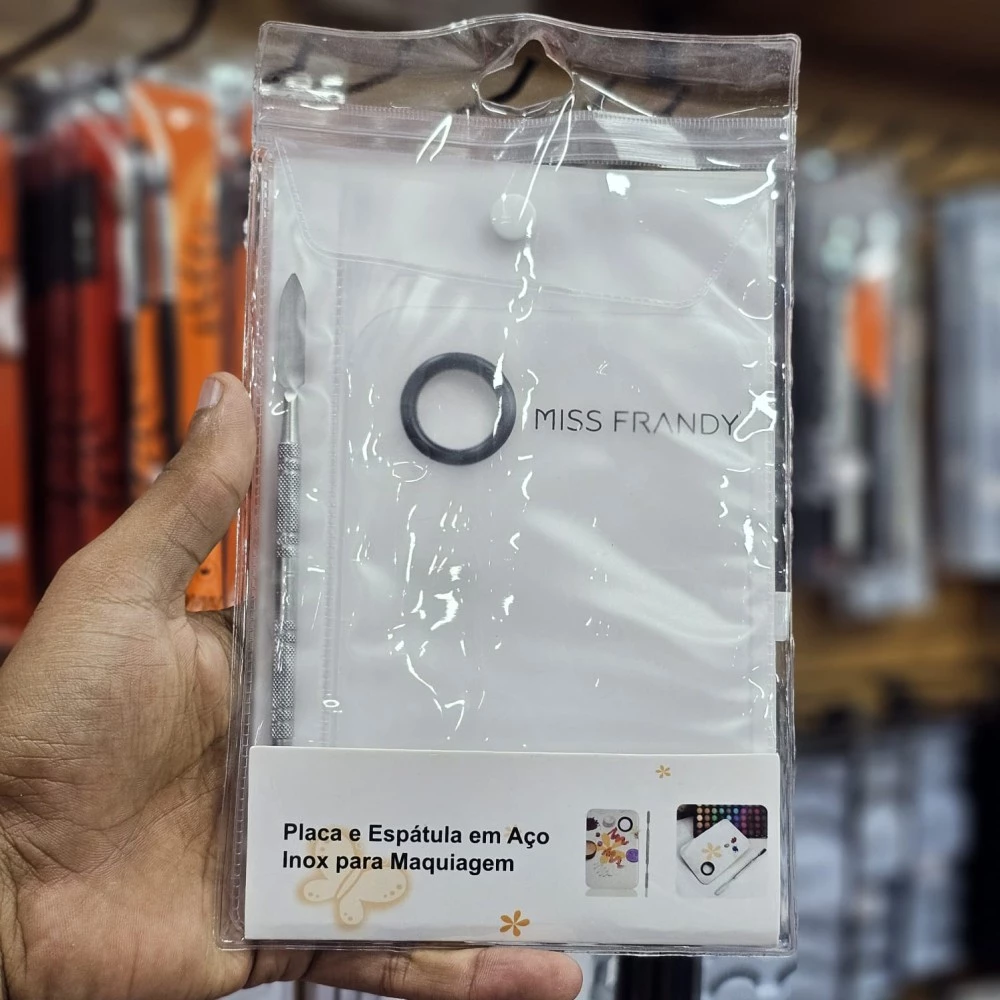 MISS FRANDY
Placa e Espátula em Aço
Inox para Maquiagem